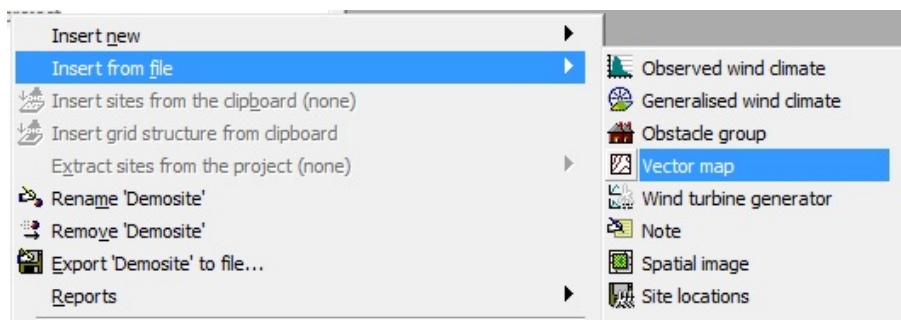 Insert new
Insert from file
Insert sites from the clipboard (none)
Insert grid structure from clipboard
Extract sites from the project (none)
Rename 'Demosite'
Remove 'Demosite'
Export 'Demosite' to file...
Reports
Observed wind climate
Generalised wind climate
Obstacle group
Vector map
Wind turbine generator
Note
Spatial image
Site locations